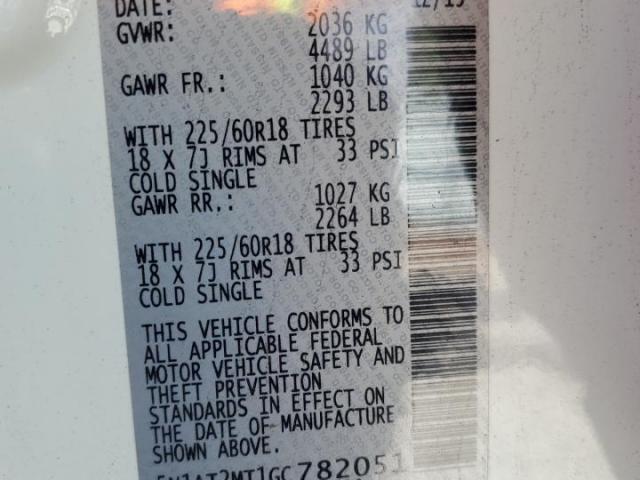 DATE: 12/15
GVWR: 2036 KG
4489 LB
GAWR FR.: 1040 KG
2293 LB
WITH 225/60R18 TIRES
18 X 7J RIMS AT 33 PSI
COLD SINGLE
GAWR RR.: 1027 KG
2264 LB
WITH 225/60R18 TIRES
18 X 7J RIMS AT 33 PSI
COLD SINGLE
THIS VEHICLE CONFORMS TO
ALL APPLICABLE FEDERAL
MOTOR VEHICLE SAFETY AND
THEFT PREVENTION
STANDARDS IN EFFECT ON
THE DATE OF MANUFACTURE
SHOWN ABOVE.
5N1AT2MT1GC782051